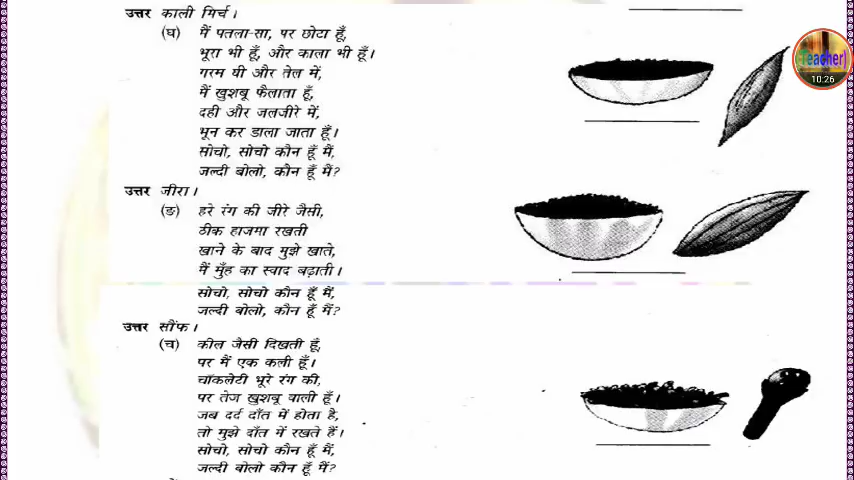 उत्तर काली मिर्च।
(घ) मैं पतला-सा, पर छोटा हूँ,
भूरा भी हूँ, और काला भी हूँ।
गरम घी और तेल में,
मैं खुशबू फैलाता हूँ,
दही और जलजीरे में,
भून कर डाला जाता हूँ।
सोचो, सोचो कौन हूँ मैं,
जल्दी बोलो, कौन हूँ मैं?
उत्तर जीरा।
(ङ) हरे रंग की जीरे जैसी,
ठीक हाजमा रखती
खाने के बाद मुझे खाते,
मैं मुँह का स्वाद बढ़ाती।
सोचो, सोचो कौन हूँ मैं,
जल्दी बोलो, कौन हूँ मैं?
उत्तर सौंफ।
(च) कील जैसी दिखती हूँ,
पर मैं एक कली हूँ।
चॉकलेटी भूरे रंग की,
पर तेज खुशबू वाली हूँ।
जब दर्द दाँत में होता है,
तो मुझे दाँत में रखते हैं।
सोचो, सोचो कौन हूँ मैं,
जल्दी बोलो कौन हूँ मैं?
Teacher
10:26